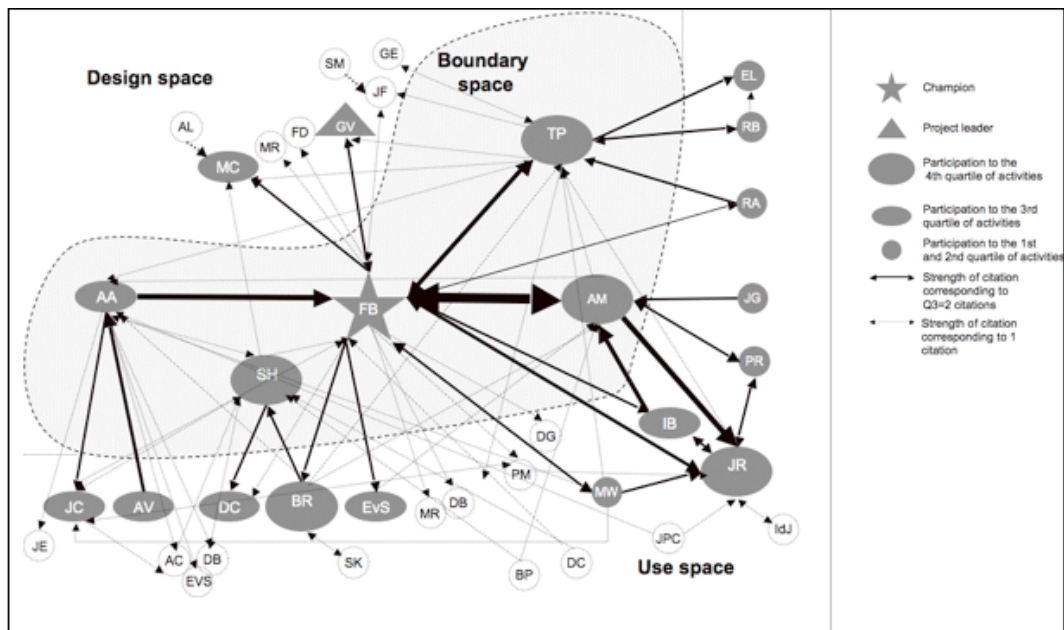 Design space
Boundary
space
SM
GE
JF
EL
AL
FD
GV
MR
TP
RB
MC
RA
AA
FB
AM
JG
SH
PR
IB
DG
JR
PM
JC
AV
DC
BR
EvS
MR
DB
MW
JE
AC
DB
EVS
SK
BP
DC
JPC
IdJ
Use space
Champion
Project leader
Participation to the
4th quartile of activities
Participation to the 3rd
quartile of activities
Participation to the 1st
and 2nd quartile of activities
Strength of citation
corresponding to
Q3=2 citations
Strength of citation
corresponding to 1
citation